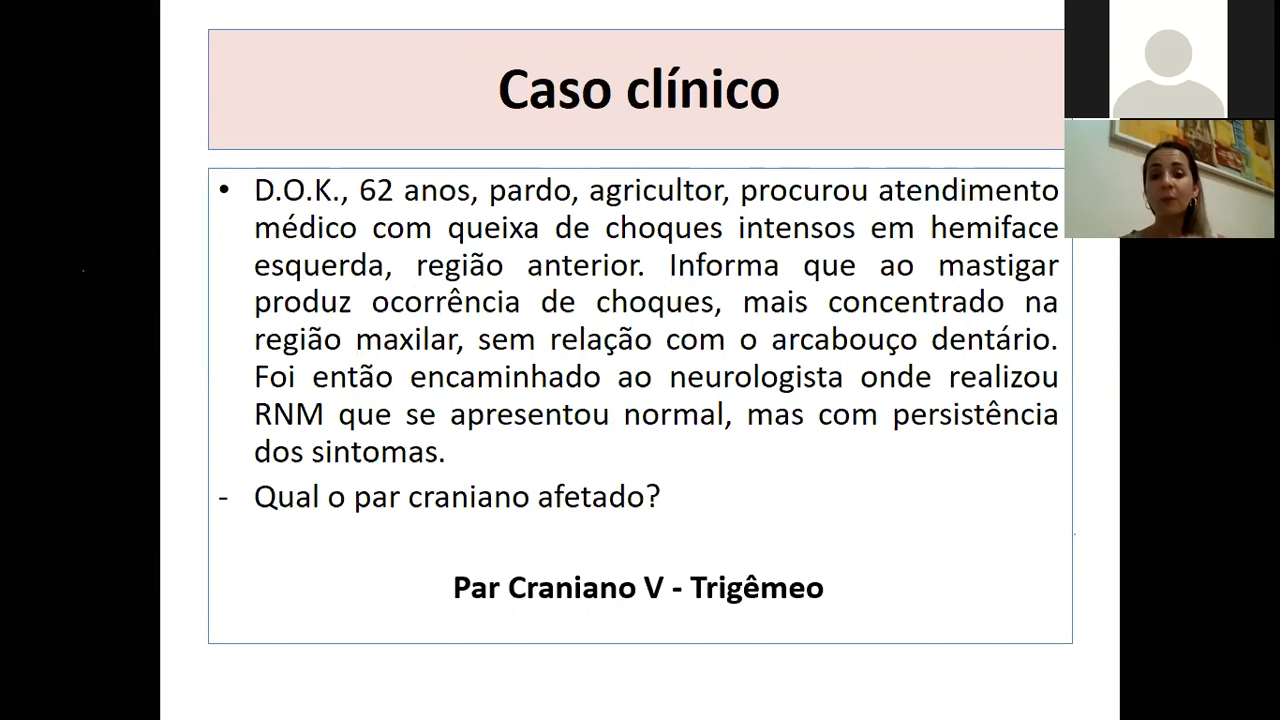 Caso clínico
• D.O.K., 62 anos, pardo, agricultor, procurou atendimento
médico com queixa de choques intensos em hemiface
esquerda, região anterior. Informa que ao mastigar
produz ocorrência de choques, mais concentrado na
região maxilar, sem relação com o arcabouço dentário.
Foi então encaminhado ao neurologista onde realizou
RNM que se apresentou normal, mas com persistência
dos sintomas.
- Qual o par craniano afetado?
Par Craniano V - Trigêmeo